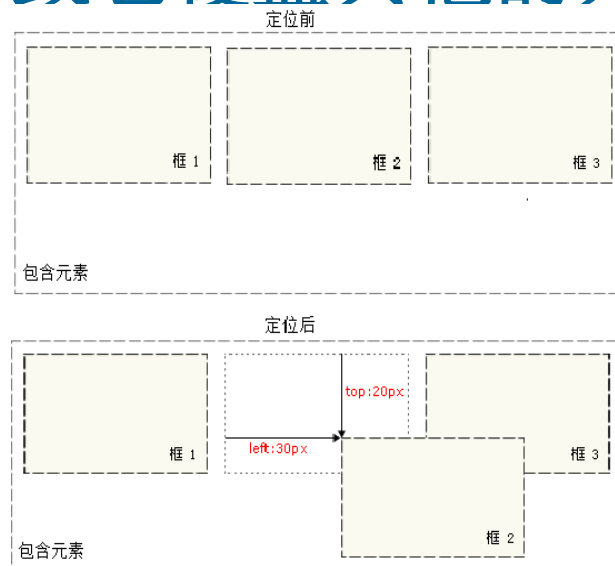 定位前
框 1
框 2
框 3
包含元素
定位后
top:20px
left:30px
框 1
框 3
框 2
包含元素